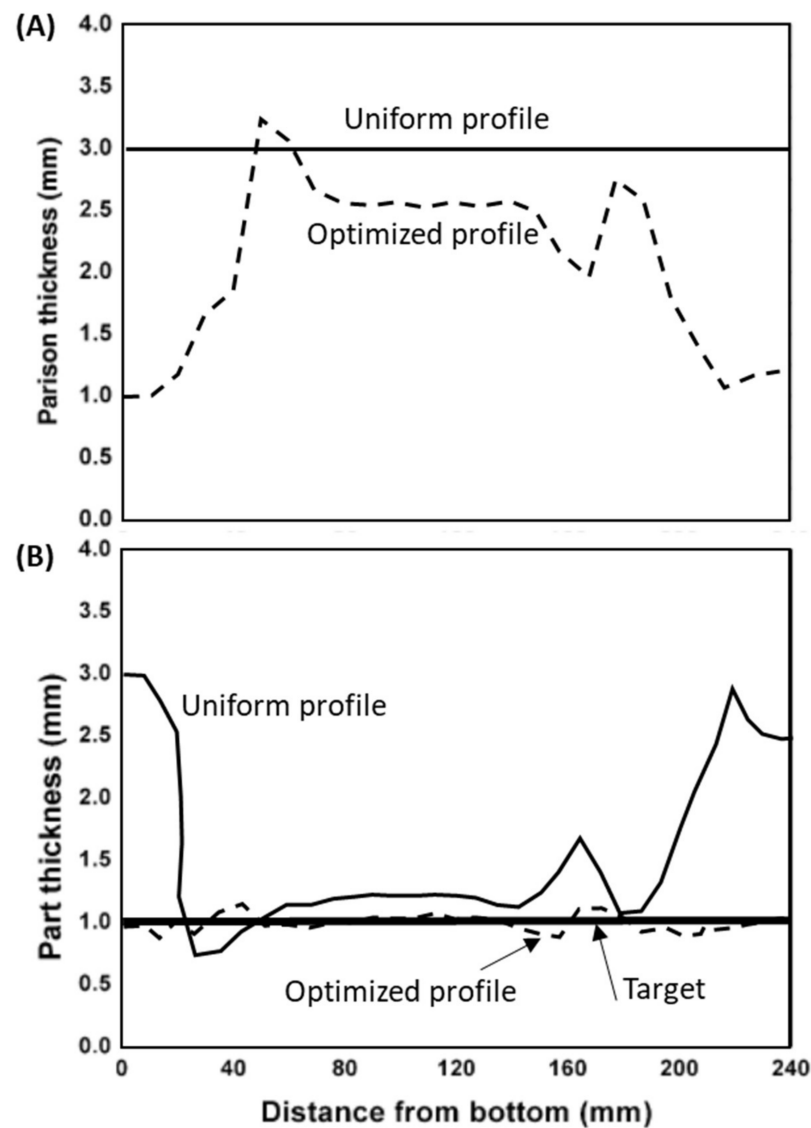 (A)
4.0
3.5
3.0
2.5
2.0
1.5
1.0
0.5
0.0
Parison thickness (mm)
Uniform profile
Optimized profile
(B)
4.0
3.5
3.0
2.5
2.0
1.5
1.0
0.5
0.0
Part thickness (mm)
Uniform profile
Optimized profile
Target
0
40
80
120
160
200
240
Distance from bottom (mm)